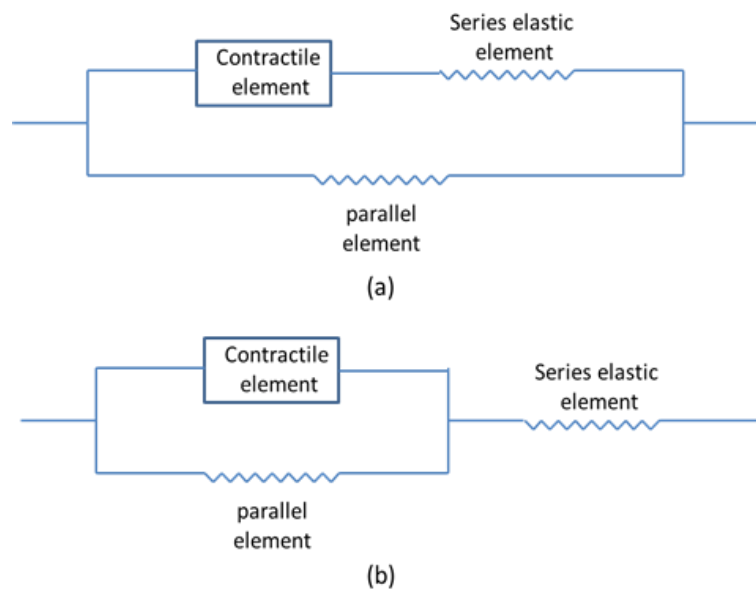 Series elastic
element
Contractile
element
parallel
element
(a)
Contractile
element
Series elastic
element
parallel
element
(b)